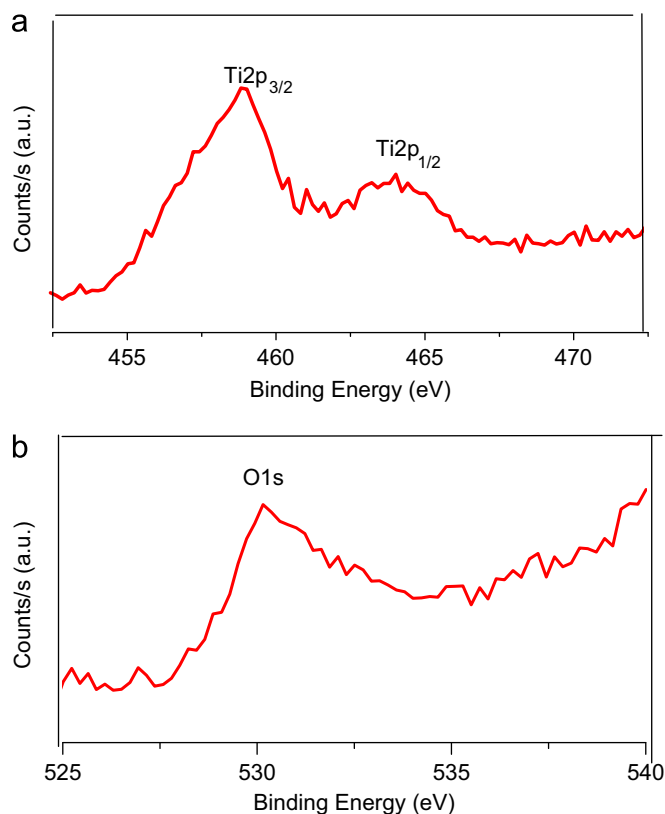 a
Ti2p3/2
Ti2p1/2
Counts/s (a.u.)
455 460 465 470
Binding Energy (eV)
b
O1s
Counts/s (a.u.)
525 530 535 540
Binding Energy (eV)